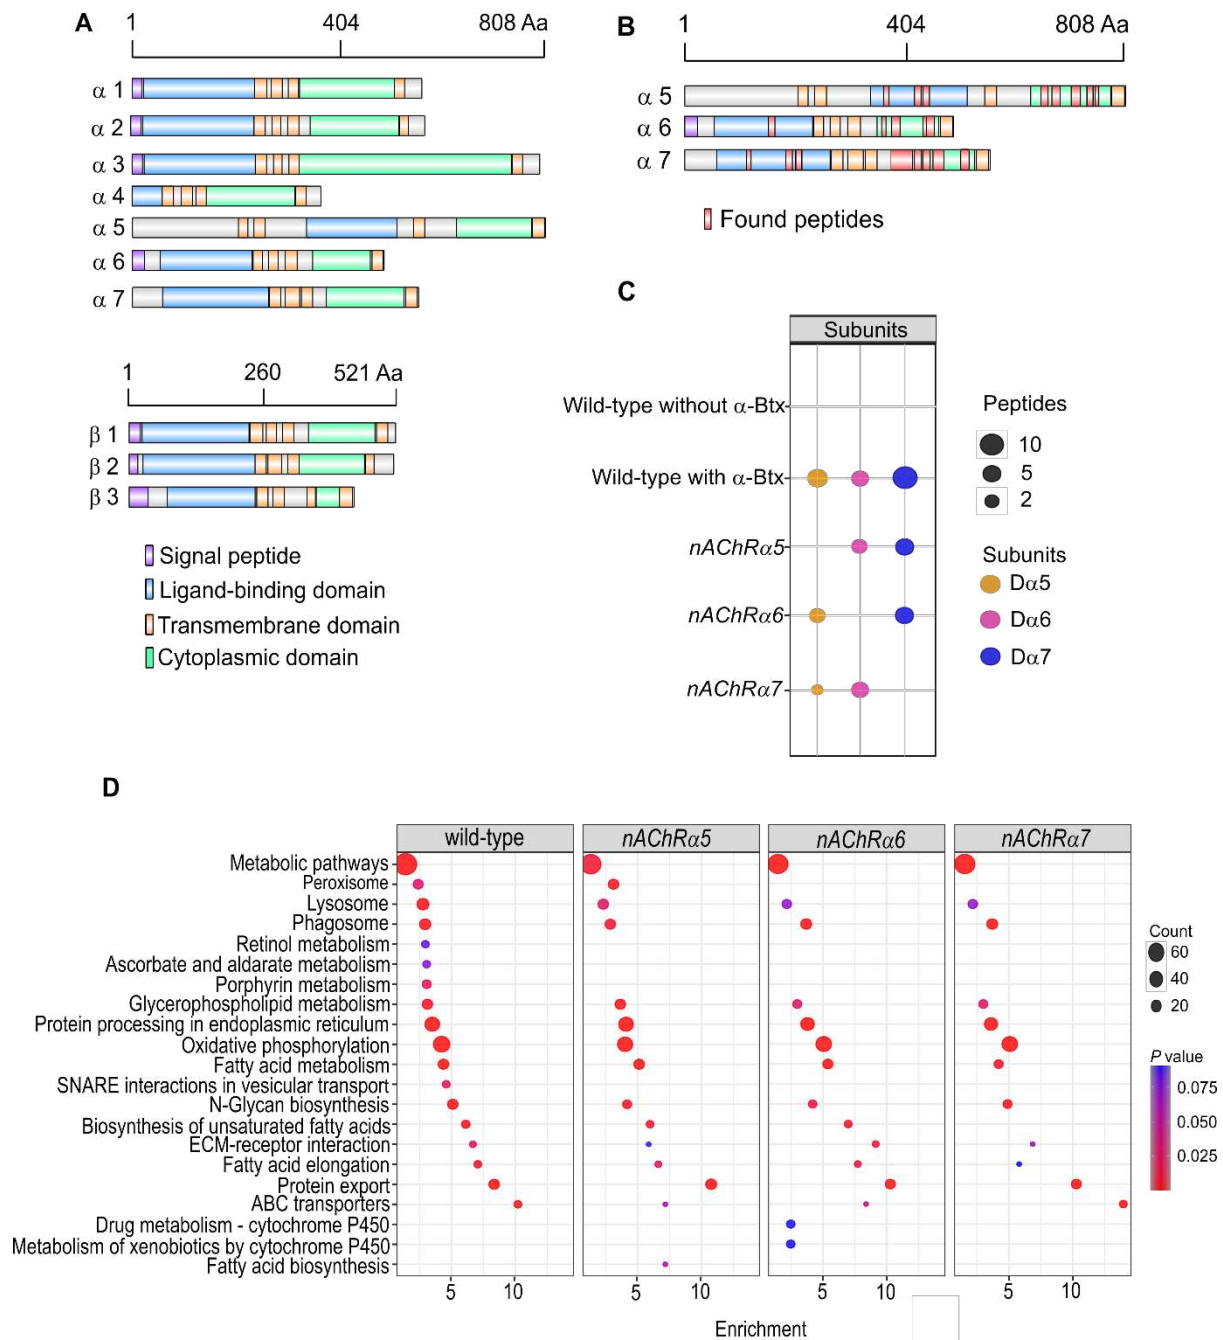 A
1 404 808 Aa
α 1
α 2
α 3
α 4
α 5
α 6
α 7
1 260 521 Aa
β 1
β 2
β 3
Signal peptide
Ligand-binding domain
Transmembrane domain
Cytoplasmic domain
B
1 404 808 Aa
α 5
α 6
α 7
Found peptides
C
Subunits
Wild-type without α-Btx
Wild-type with α-Btx
nAChRα5
nAChRα6
nAChRα7
Peptides
10
5
2
Subunits
Dα5
Dα6
Dα7
D
wild-type nAChRα5 nAChRα6 nAChRα7
Metabolic pathways
Peroxisome
Lysosome
Phagosome
Retinol metabolism
Ascorbate and aldarate metabolism
Porphyrin metabolism
Glycerophospholipid metabolism
Protein processing in endoplasmic reticulum
Oxidative phosphorylation
Fatty acid metabolism
SNARE interactions in vesicular transport
N-Glycan biosynthesis
Biosynthesis of unsaturated fatty acids
ECM-receptor interaction
Fatty acid elongation
Protein export
ABC transporters
Drug metabolism - cytochrome P450
Metabolism of xenobiotics by cytochrome P450
Fatty acid biosynthesis
5 10 5 10 5 10 5 10
Enrichment
Count
60
40
20
P value
0.075
0.050
0.025